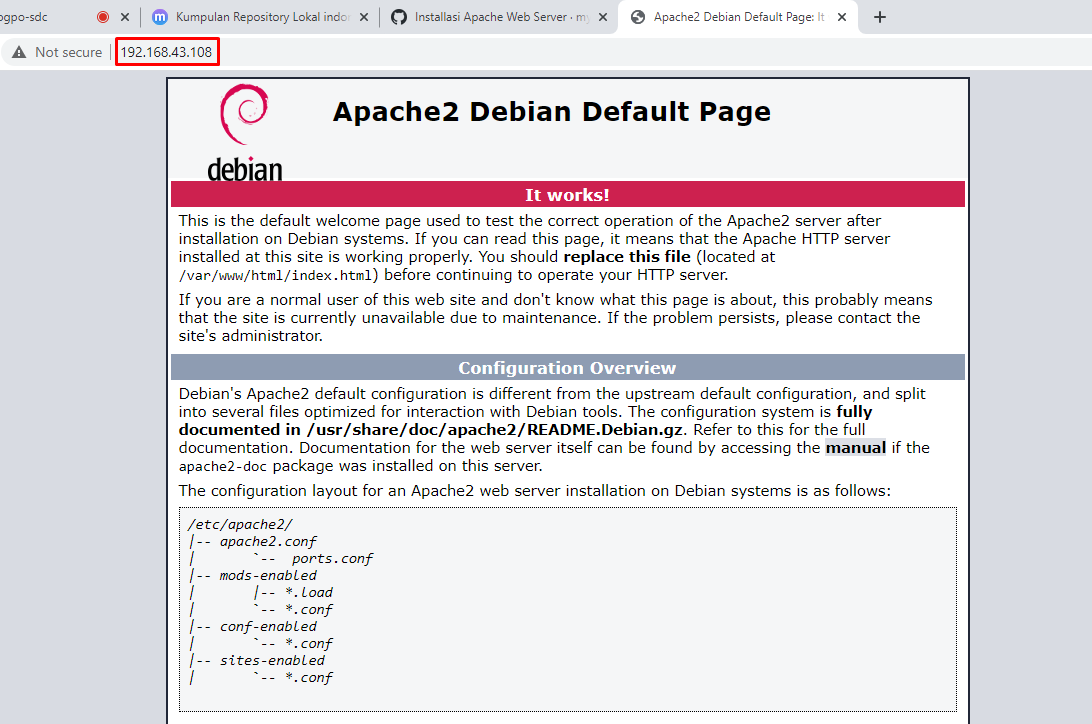 ogpo-sdc
Kumpulan Repository Lokal indon
Installasi Apache Web Server · my
Apache2 Debian Default Page: It
Not secure
192.168.43.108
debian
Apache2 Debian Default Page
It works!
This is the default welcome page used to test the correct operation of the Apache2 server after
installation on Debian systems. If you can read this page, it means that the Apache HTTP server
installed at this site is working properly. You should replace this file (located at
/var/www/html/index.html) before continuing to operate your HTTP server.
If you are a normal user of this web site and don't know what this page is about, this probably means
that the site is currently unavailable due to maintenance. If the problem persists, please contact the
site's administrator.
Configuration Overview
Debian's Apache2 default configuration is different from the upstream default configuration, and split
into several files optimized for interaction with Debian tools. The configuration system is fully
documented in /usr/share/doc/apache2/README.Debian.gz. Refer to this for the full
documentation. Documentation for the web server itself can be found by accessing the manual if the
apache2-doc package was installed on this server.
The configuration layout for an Apache2 web server installation on Debian systems is as follows:
/etc/apache2/
|-- apache2.conf
|       `--  ports.conf
|-- mods-enabled
|       |-- *.load
|       `-- *.conf
|-- conf-enabled
|       `-- *.conf
|-- sites-enabled
|       `-- *.conf